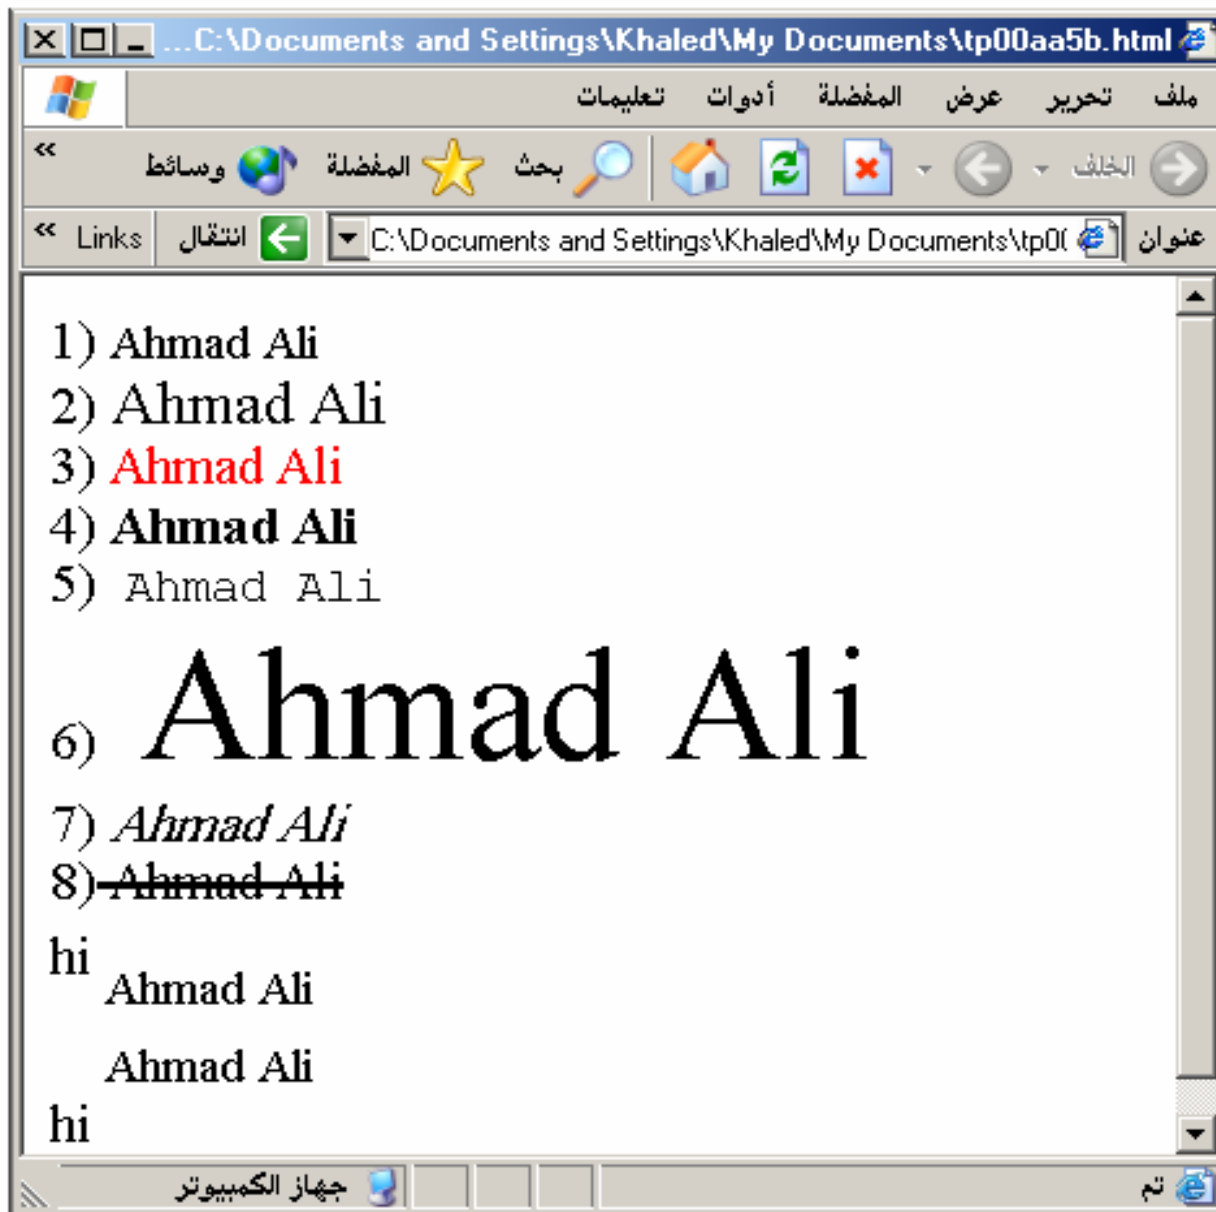 ...C:\Documents and Settings\Khaled\My Documents\tp00aa5b.html
ملف تحرير عرض المفضلة أدوات تعليمات
الخلف بحث المفضلة وسائط »
عنوان C:\Documents and Settings\Khaled\My Documents\tp0( انتقال Links »
1) Ahmad Ali
2) Ahmad Ali
3) Ahmad Ali
4) Ahmad Ali
5) Ahmad Ali
6) Ahmad Ali
7) Ahmad Ali
8) Ahmad Ali
hi
Ahmad Ali
Ahmad Ali
hi
تم جهاز الكمبيوتر